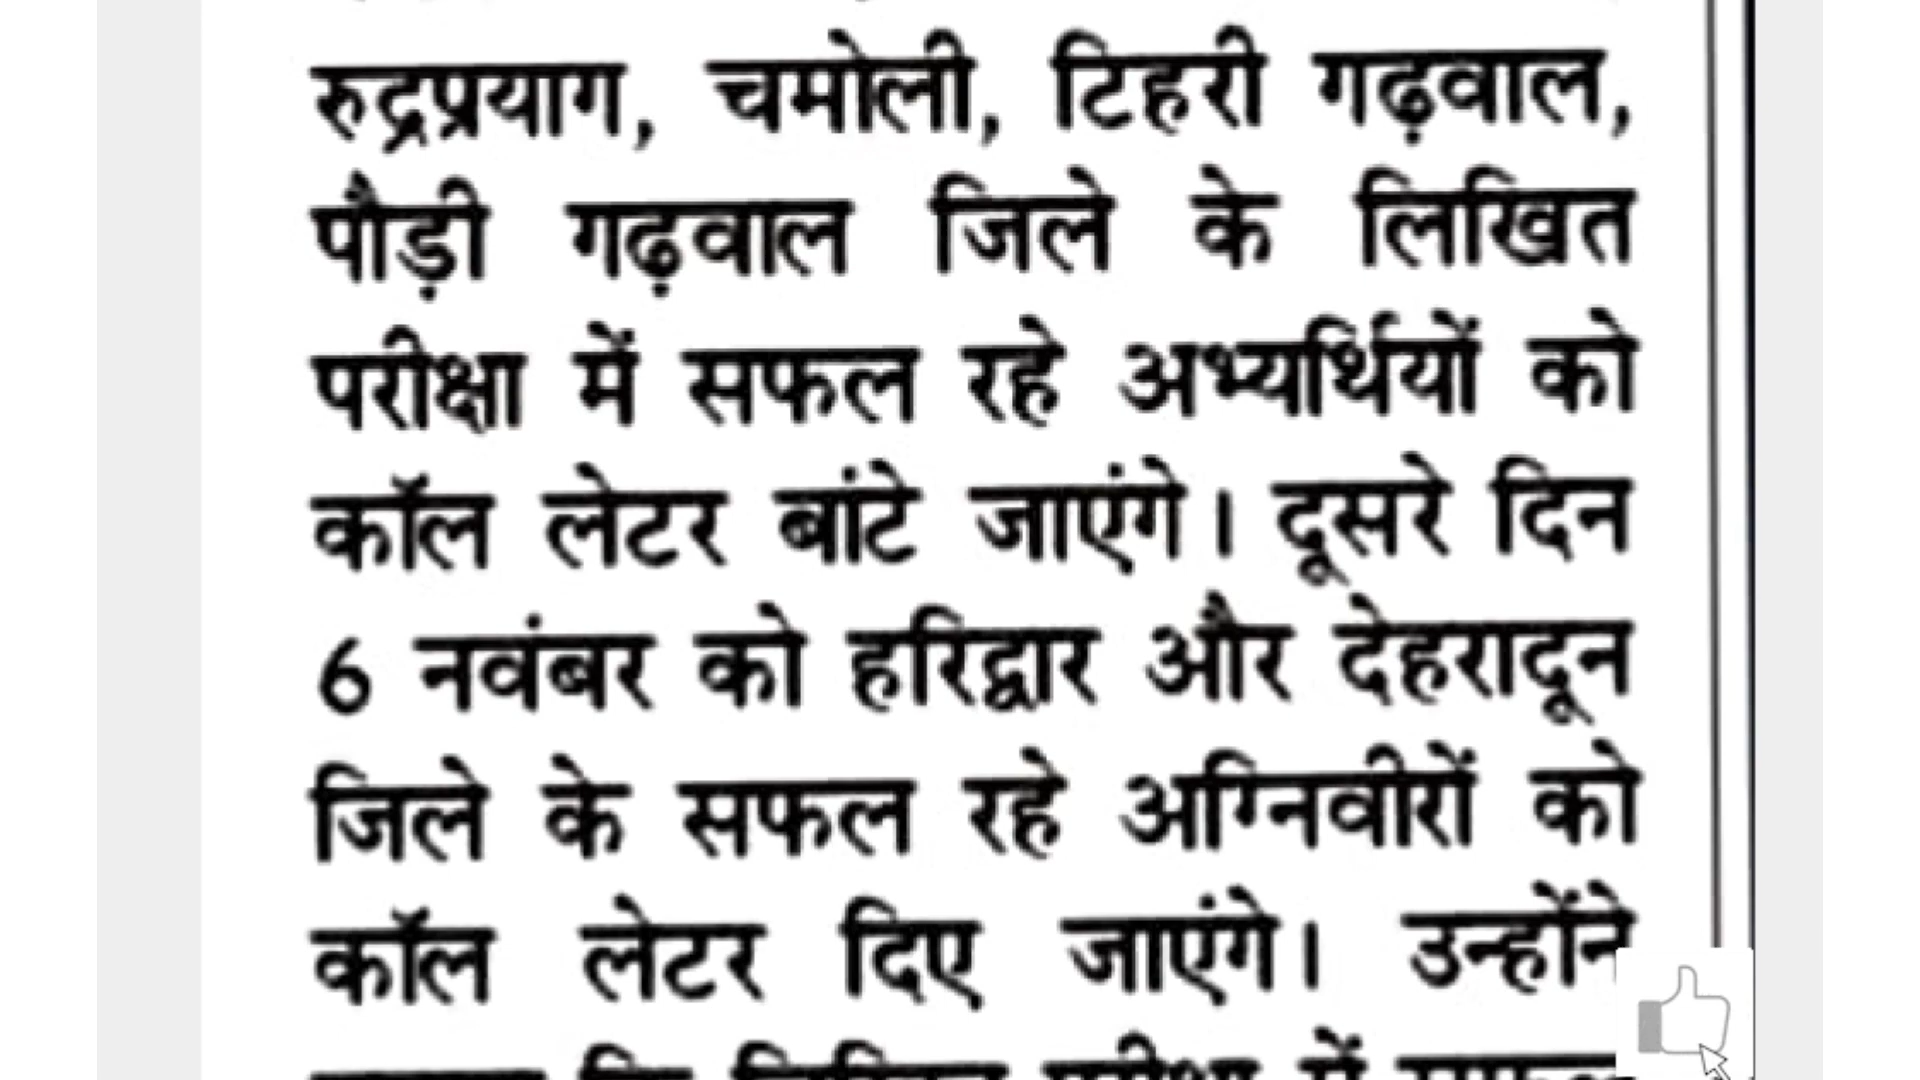 रुद्रप्रयाग, चमोली, टिहरी गढ़वाल,
पौड़ी गढ़वाल जिले के लिखित
परीक्षा में सफल रहे अभ्यर्थियों को
कॉल लेटर बांटे जाएंगे। दूसरे दिन
6 नवंबर को हरिद्वार और देहरादून
जिले के सफल रहे अग्निवीरों को
कॉल लेटर दिए जाएंगे। उन्होंने